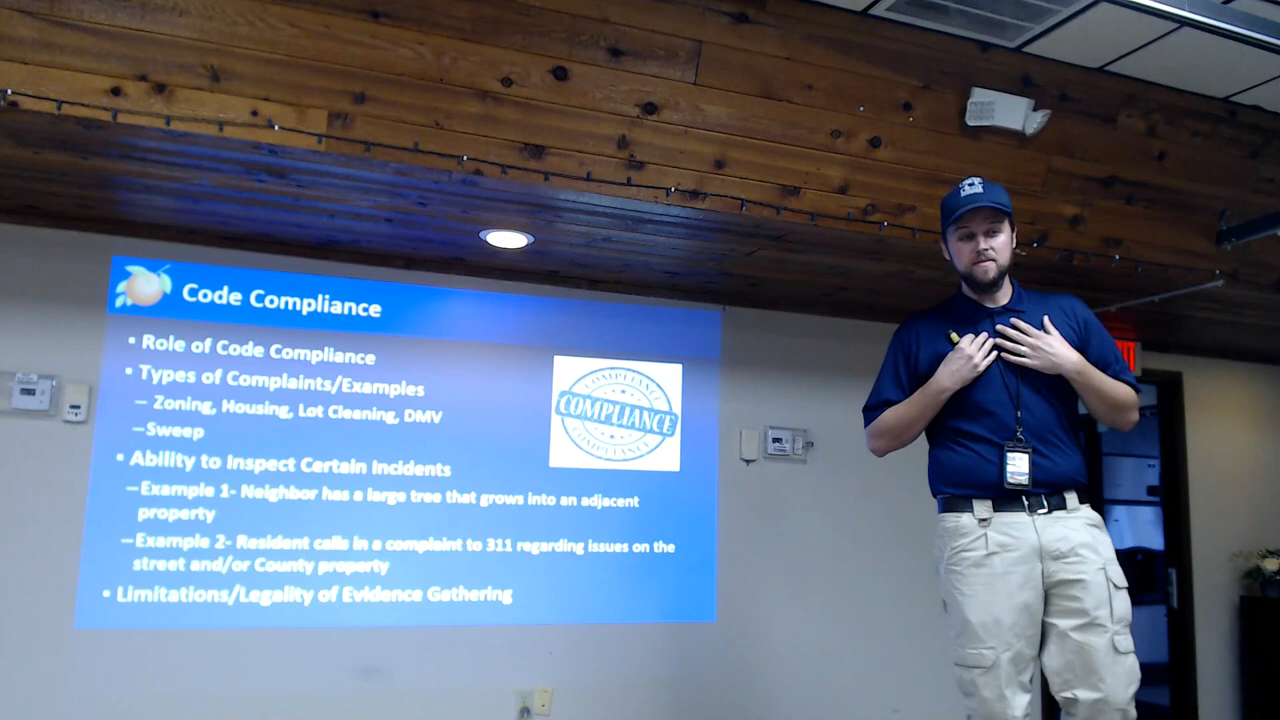 Code Compliance
▪ Role of Code Compliance
▪ Types of Complaints/Examples
– Zoning, Housing, Lot Cleaning, DMV
–Sweep
▪ Ability to Inspect Certain Incidents
–Example 1- Neighbor has a large tree that grows into an adjacent
property
–Example 2- Resident calls in a complaint to 311 regarding issues on the
street and/or County property
▪ Limitations/Legality of Evidence Gathering
COMPLIANCE
COMPLIANCE
COMPLIANCE